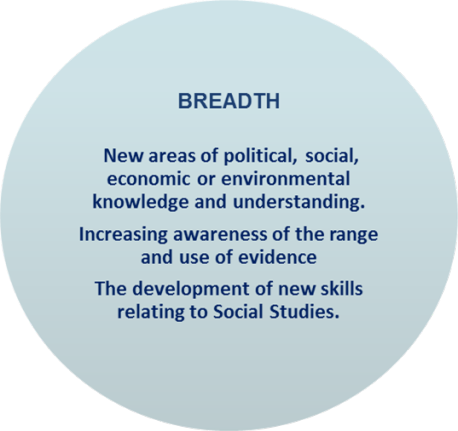 BREADTH
New areas of political, social,
economic or environmental
knowledge and understanding.
Increasing awareness of the range
and use of evidence
The development of new skills
relating to Social Studies.